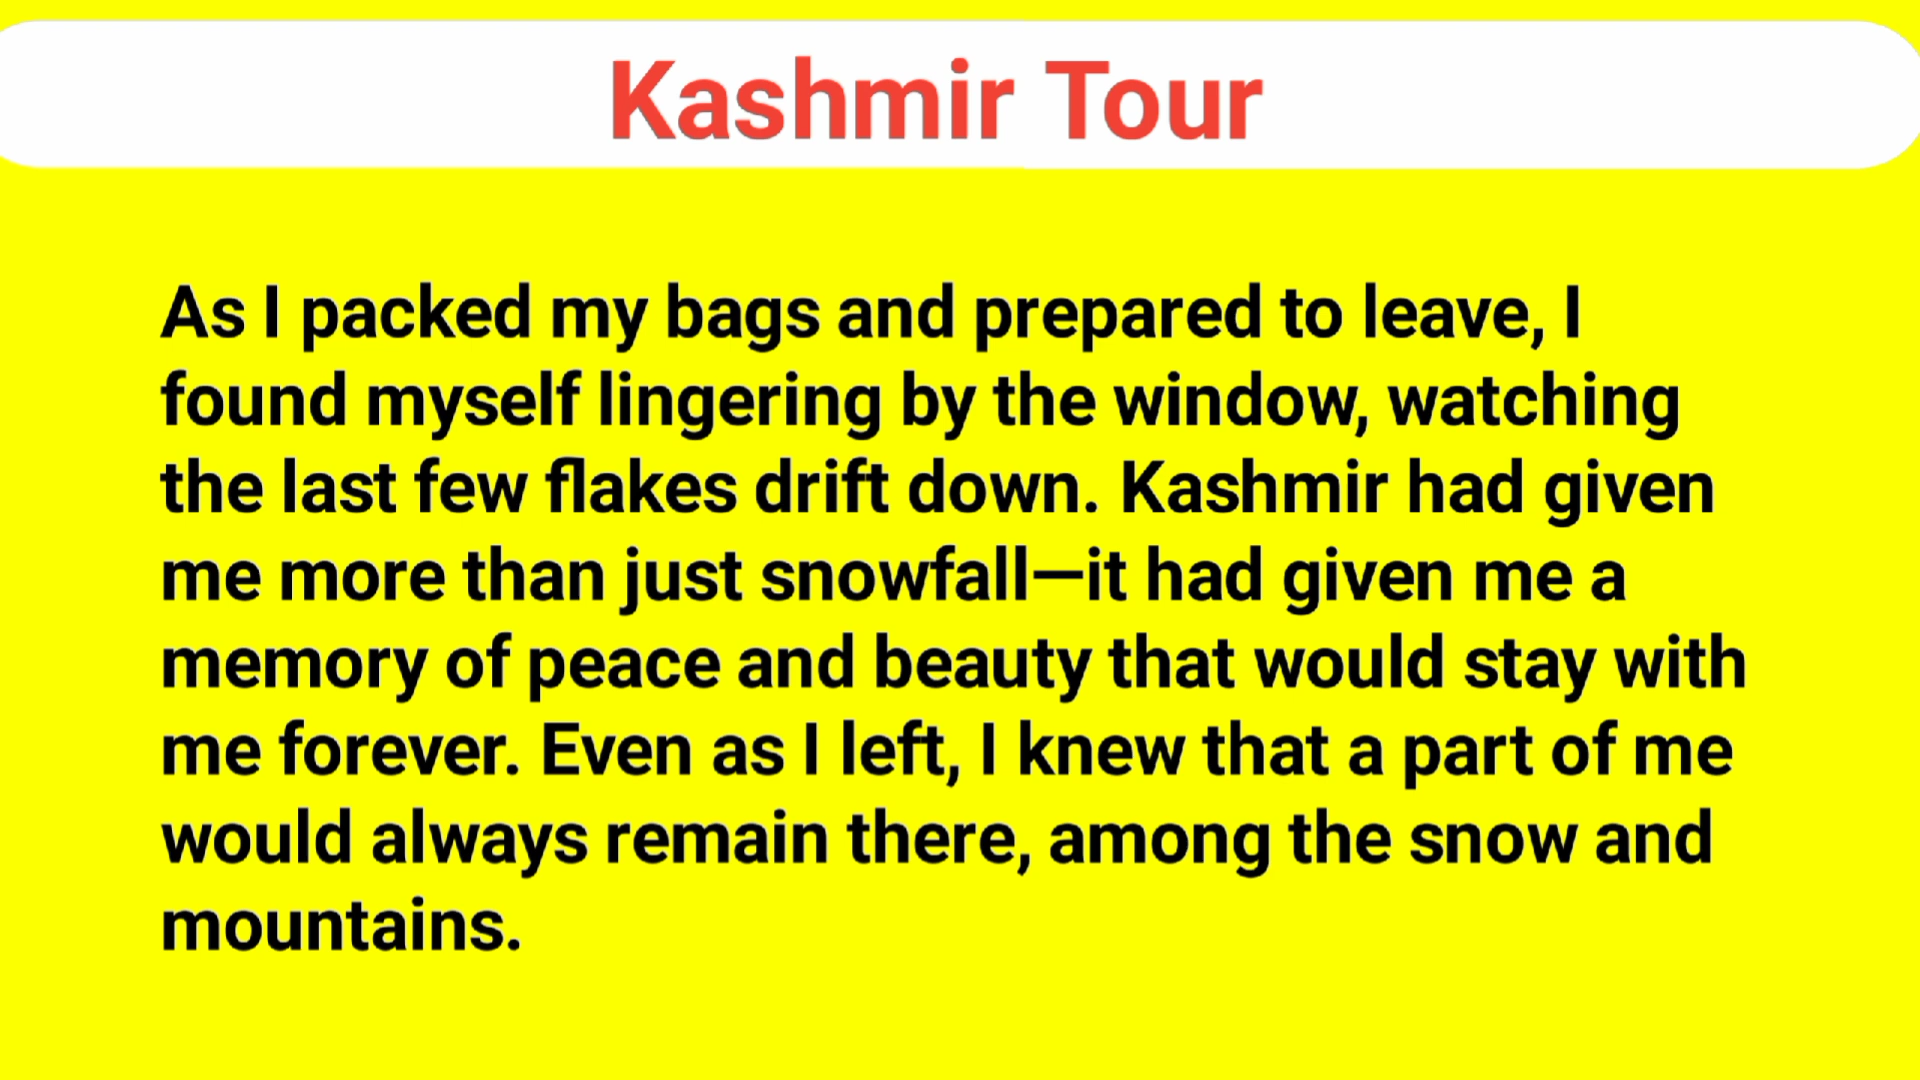 Kashmir Tour
As I packed my bags and prepared to leave, I
found myself lingering by the window, watching
the last few flakes drift down. Kashmir had given
me more than just snowfall—it had given me a
memory of peace and beauty that would stay with
me forever. Even as I left, I knew that a part of me
would always remain there, among the snow and
mountains.